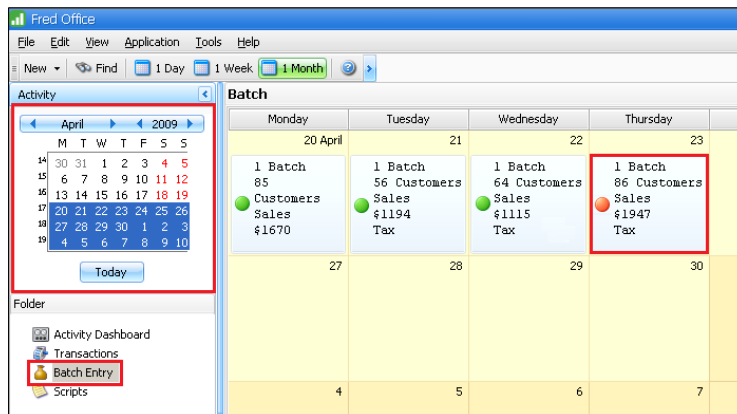 Fred Office
File Edit View Application Tools Help
New Find 1 Day 1 Week 1 Month
Activity
Batch
April 2009
M T W T F S S
14 30 31 1 2 3 4 5
15 6 7 8 9 10 11 12
16 13 14 15 16 17 18 19
17 20 21 22 23 24 25 26
18 27 28 29 30 1 2 3
19 4 5 6 7 8 9 10
Today
Folder
Activity Dashboard
Transactions
Batch Entry
Scripts
Monday Tuesday Wednesday Thursday
20 April 21 22 23
1 Batch
85
Customers
Sales
$1670
1 Batch
56 Customers
Sales
$1194
Tax
1 Batch
64 Customers
Sales
$1115
Tax
1 Batch
86 Customers
Sales
$1947
Tax
27 28 29 30
4 5 6 7